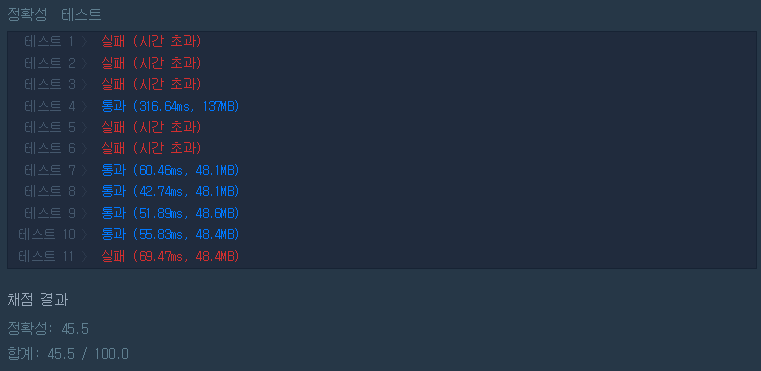 정확성 테스트
테스트 1 〉 실패 (시간 초과)
테스트 2 〉 실패 (시간 초과)
테스트 3 〉 실패 (시간 초과)
테스트 4 〉 통과 (316.64ms, 137MB)
테스트 5 〉 실패 (시간 초과)
테스트 6 〉 실패 (시간 초과)
테스트 7 〉 통과 (60.46ms, 48.1MB)
테스트 8 〉 통과 (42.74ms, 48.1MB)
테스트 9 〉 통과 (51.89ms, 48.6MB)
테스트 10 〉 통과 (55.83ms, 48.4MB)
테스트 11 〉 실패 (69.47ms, 48.4MB)
채점 결과
정확성: 45.5
합계: 45.5 / 100.0